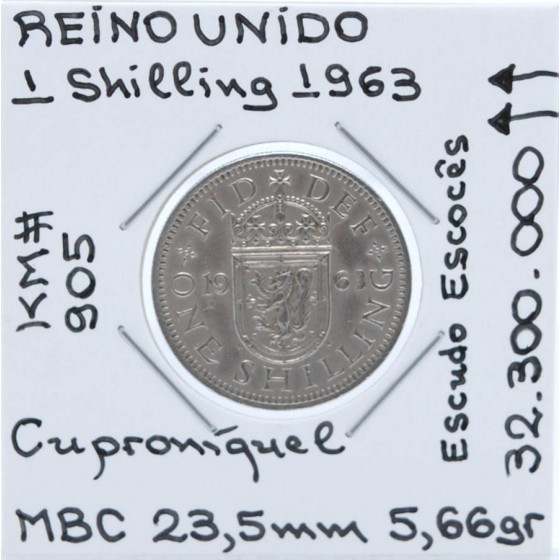 REINO UNIDO
1 Shilling 1963
KM#
905
FID DEF
19 63
ONE SHILLING
Escudo Escocês
32.300.000
Cuproníquel
MBC 23,5mm 5,66gr